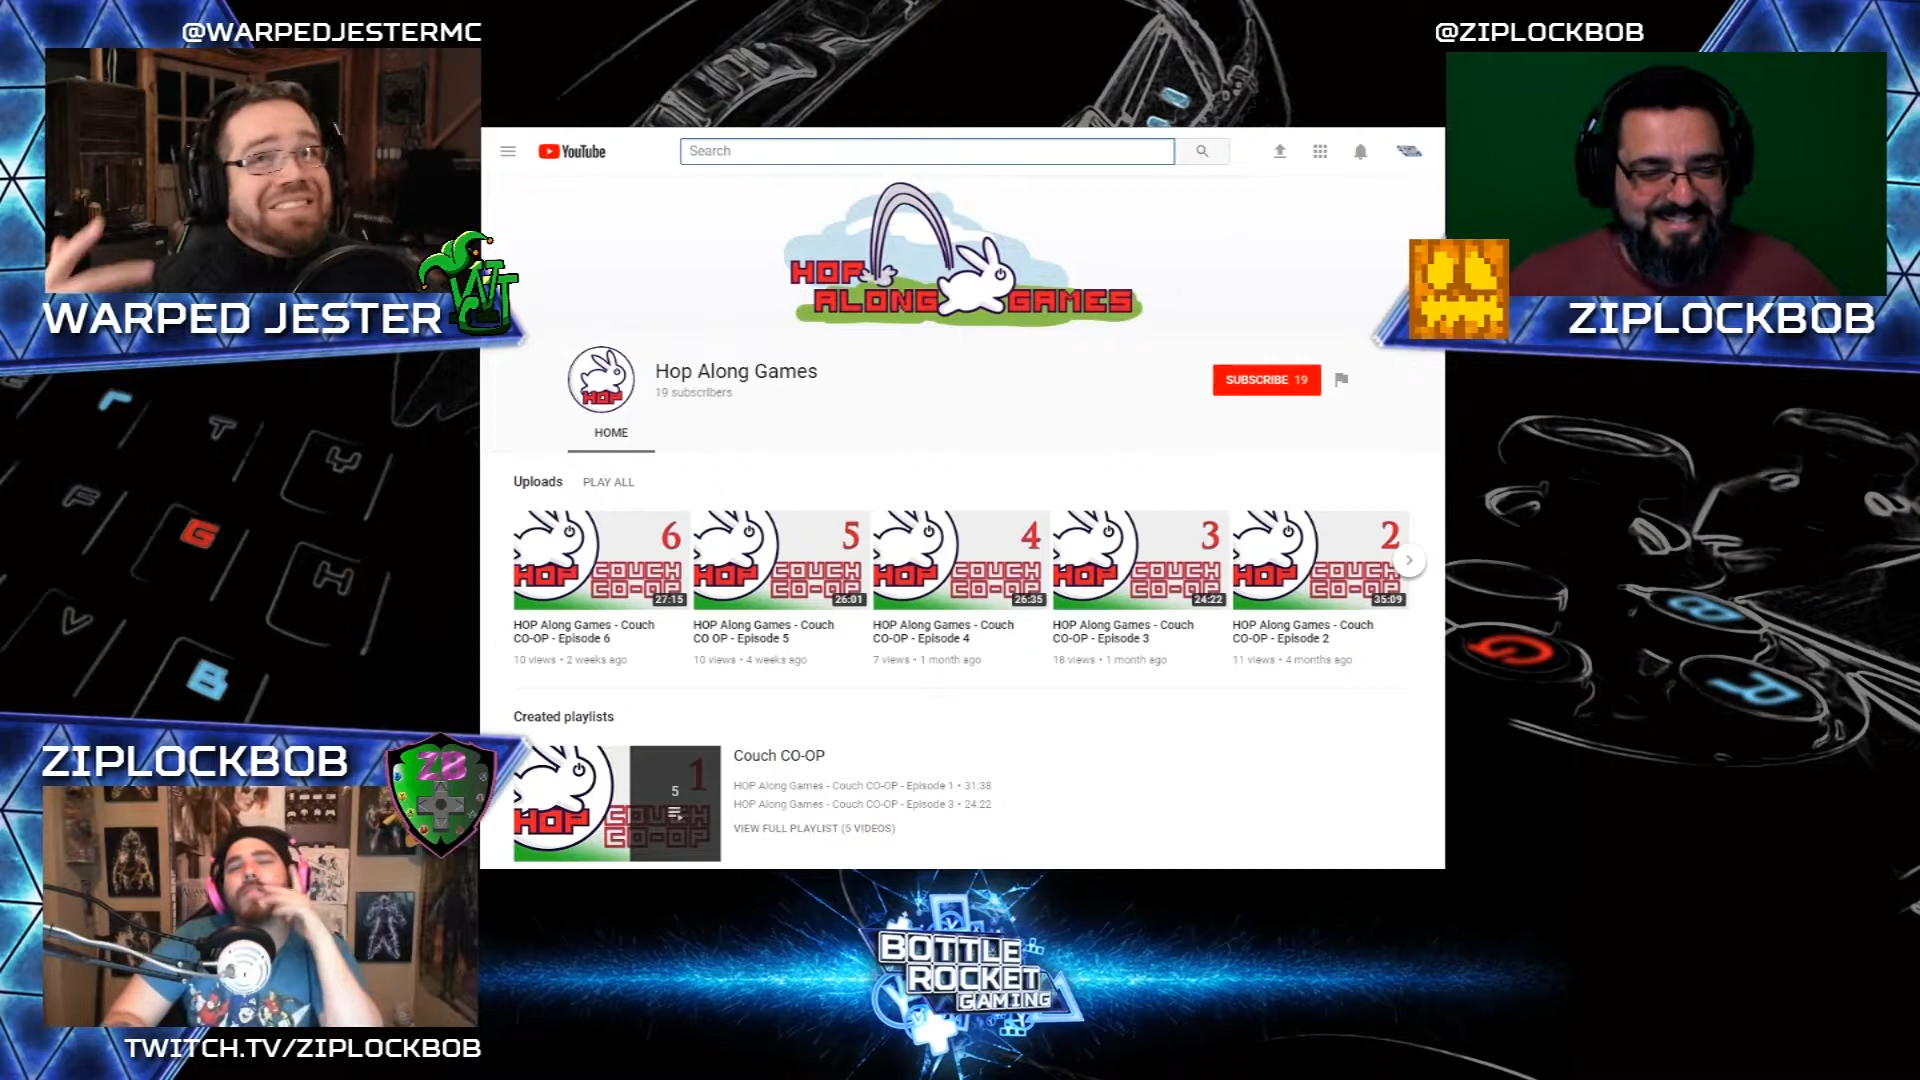 @WARPEDJESTERMC
@ZIPLOCKBOB
YouTube
Search
HOP
ALONG GAMES
WARPED JESTER
WJ
ZIPLOCKBOB
HOP
Hop Along Games
19 subscribers
SUBSCRIBE 19
HOME
Uploads
PLAY ALL
6
HOP
COUCH
CO-OP
27:15
5
HOP
COUCH
CO-OP
26:01
4
HOP
COUCH
CO-OP
26:35
3
HOP
COUCH
CO-OP
24:22
2
HOP
COUCH
CO-OP
35:09
HOP Along Games - Couch
CO-OP - Episode 6
10 views • 2 weeks ago
HOP Along Games - Couch
CO OP - Episode 5
10 views • 4 weeks ago
HOP Along Games - Couch
CO-OP - Episode 4
7 views • 1 month ago
HOP Along Games - Couch
CO-OP - Episode 3
18 views • 1 month ago
HOP Along Games - Couch
CO-OP - Episode 2
11 views • 4 months ago
Created playlists
1
5
HOP
COUCH
CO-OP
Couch CO-OP
HOP Along Games - Couch CO-OP - Episode 1 • 31:38
HOP Along Games - Couch CO-OP - Episode 3 • 24:22
VIEW FULL PLAYLIST (5 VIDEOS)
ZIPLOCKBOB
ZB
TWITCH.TV/ZIPLOCKBOB
BOTTLE
ROCKET
GAMING
T
Y
F
G
H
V
B
G
B
R